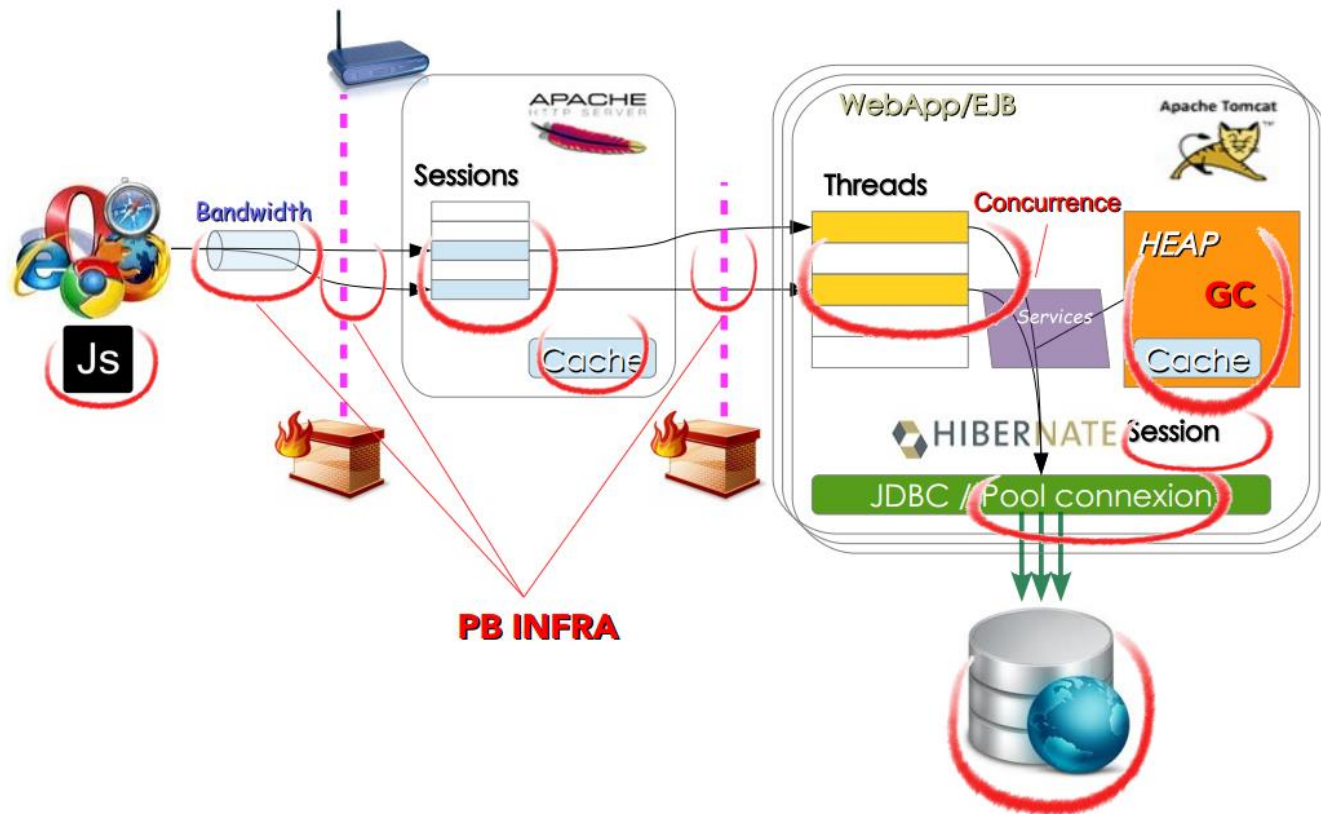 APACHE
HTTP SERVER
WebApp/EJB
Apache Tomcat
TM
Sessions
Threads
Bandwidth
Concurrence
HEAP
GC
Services
Js
Cache
Cache
HIBERNATE Session
JDBC / Pool connexion
PB INFRA